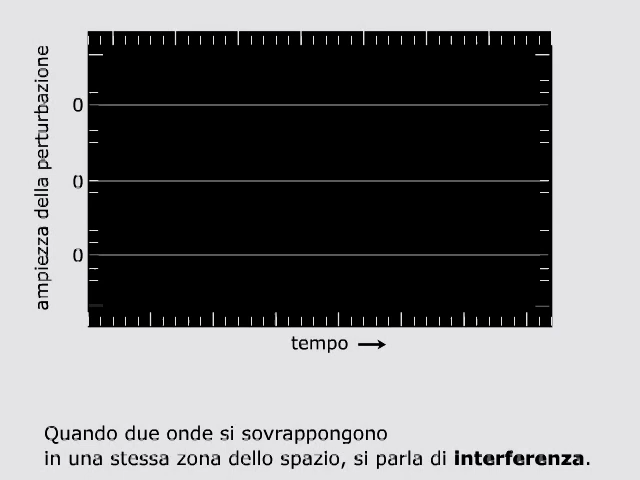 ampiezza della perturbazione
0
0
0
tempo
Quando due onde si sovrappongono
in una stessa zona dello spazio, si parla di interferenza.